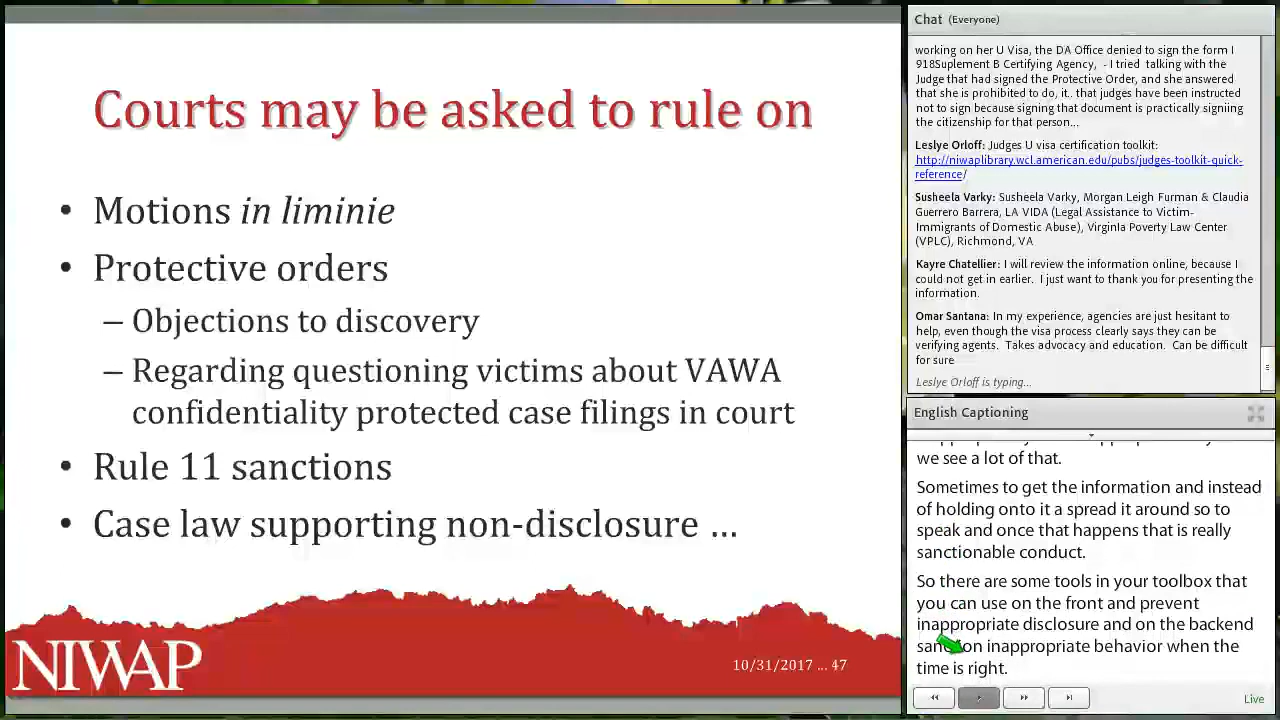 Courts may be asked to rule on
• Motions in liminie
• Protective orders
– Objections to discovery
– Regarding questioning victims about VAWA
confidentiality protected case filings in court
• Rule 11 sanctions
• Case law supporting non-disclosure ...
NIWAP
10/31/2017 ... 47
Chat (Everyone)
working on her U Visa, the DA Office denied to sign the form I
918Suplement B Certifying Agency, - I tried talking with the
Judge that had signed the Protective Order, and she answered
that she is prohibited to do, it.. that judges have been instructed
not to sign because signing that document is practically signing
the citizenship for that person...
Leslye Orloff: Judges U visa certification toolkit:
http://niwaplibrary.wcl.american.edu/pubs/judges-toolkit-quick-
reference/
Susheela Varky: Susheela Varky, Morgan Leigh Furman & Claudia
Guerrero Barrera, LA VIDA (Legal Assistance to Victim-
Immigrants of Domestic Abuse), Virginia Poverty Law Center
(VPLC), Richmond, VA
Kayre Chatellier: I will review the information online, because I
could not get in earlier. I just want to thank you for presenting the
information.
Omar Santana: In my experience, agencies are just hesitant to
help, even though the visa process clearly says they can be
verifying agents. Takes advocacy and education. Can be difficult
for sure
Leslye Orloff is typing...
English Captioning
we see a lot of that.
Sometimes to get the information and instead
of holding onto it a spread it around so to
speak and once that happens that is really
sanctionable conduct.
So there are some tools in your toolbox that
you can use on the front and prevent
inappropriate disclosure and on the backend
sanction inappropriate behavior when the
time is right.
Live